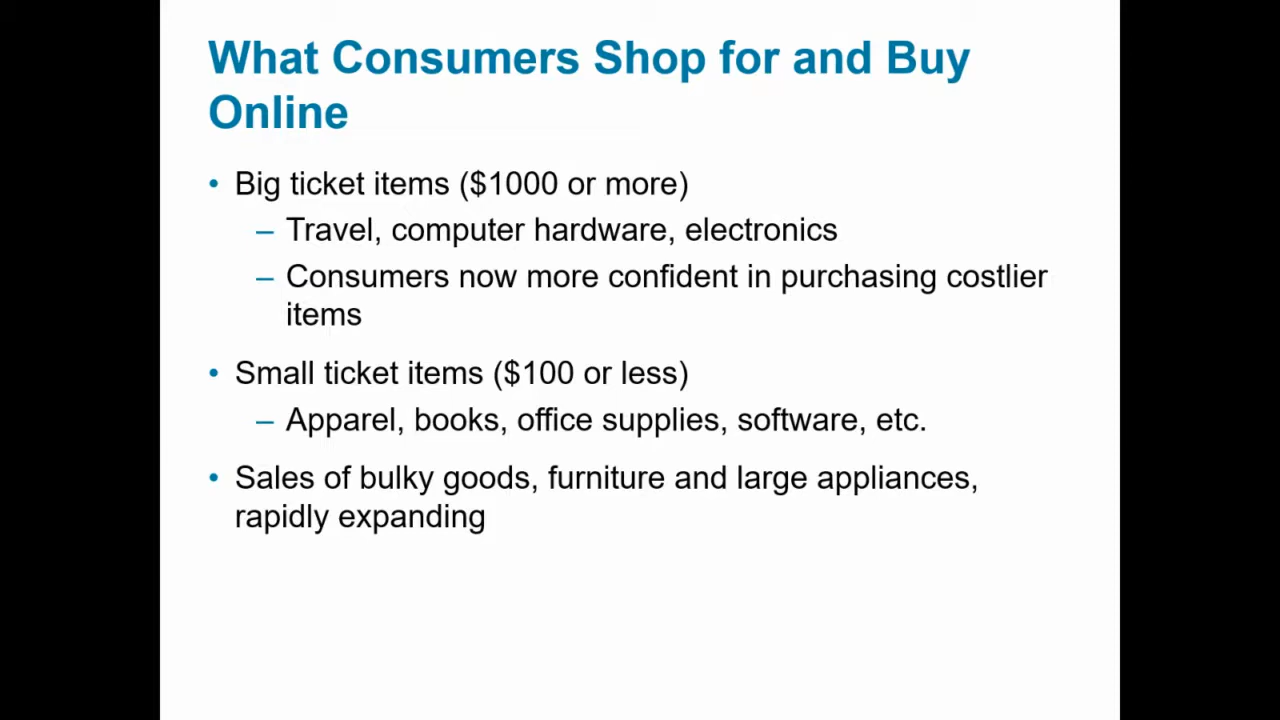 What Consumers Shop for and Buy
Online
• Big ticket items ($1000 or more)
– Travel, computer hardware, electronics
– Consumers now more confident in purchasing costlier
items
• Small ticket items ($100 or less)
– Apparel, books, office supplies, software, etc.
• Sales of bulky goods, furniture and large appliances,
rapidly expanding